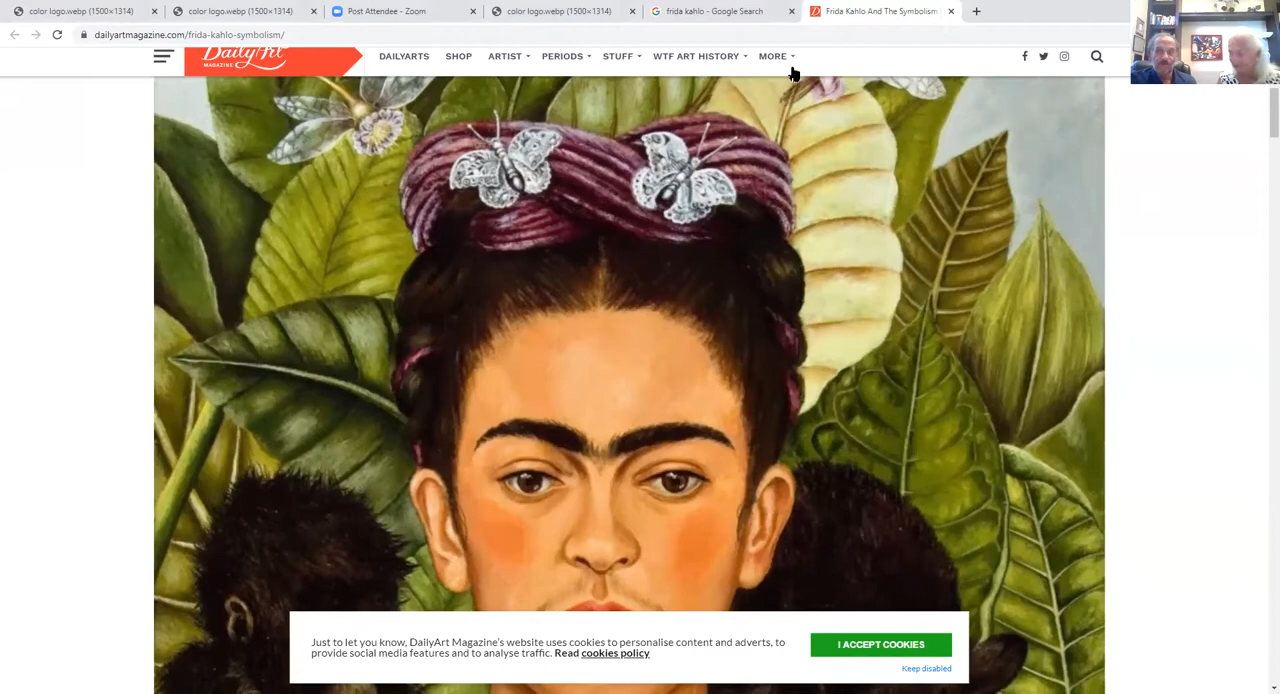 color logo.webp (1500×1314)
color logo.webp (1500×1314)
Post Attendee - Zoom
color logo.webp (1500×1314)
frida kahlo - Google Search
Frida Kahlo And The Symbolism
dailyartmagazine.com/frida-kahlo-symbolism/
DailyArt
MAGAZINE
DAILYARTS
SHOP
ARTIST
PERIODS
STUFF
WTF ART HISTORY
MORE
Just to let you know, DailyArt Magazine's website uses cookies to personalise content and adverts, to
provide social media features and to analyse traffic. Read cookies policy
I ACCEPT COOKIES
Keep disabled